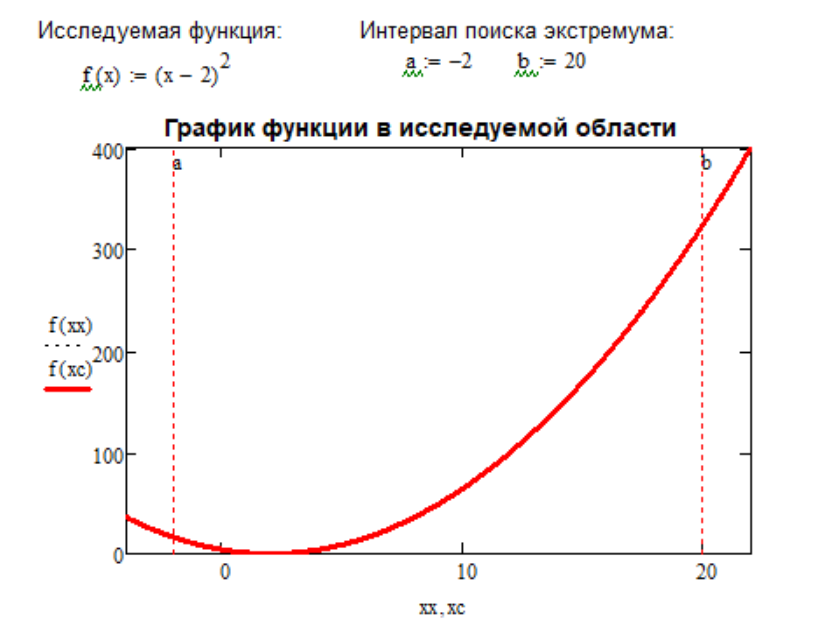 Исследуемая функция: Интервал поиска экстремума:
f(x) := (x − 2)^2 a := −2 b := 20
График функции в исследуемой области
400
a b
300
f(xx)
200
f(xc)
100
0
0 10 20
xx, xc